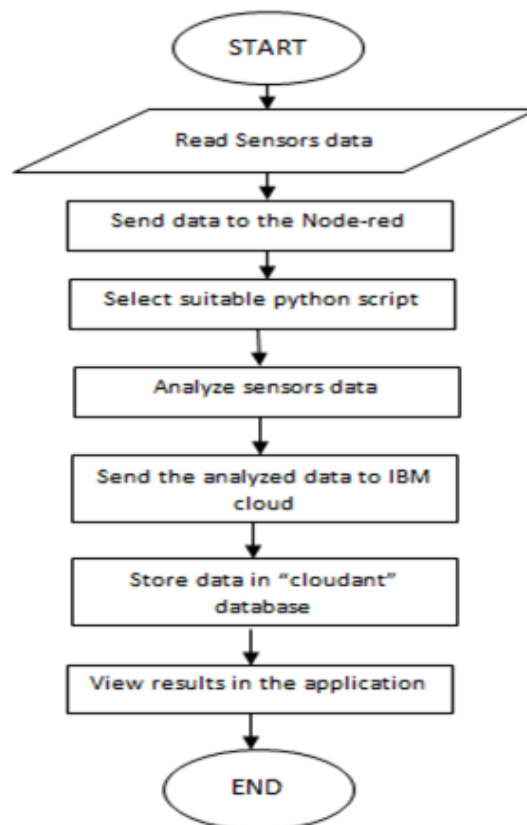 START
Read Sensors data
Send data to the Node-red
Select suitable python script
Analyze sensors data
Send the analyzed data to IBM
cloud
Store data in “cloudant”
database
View results in the application
END